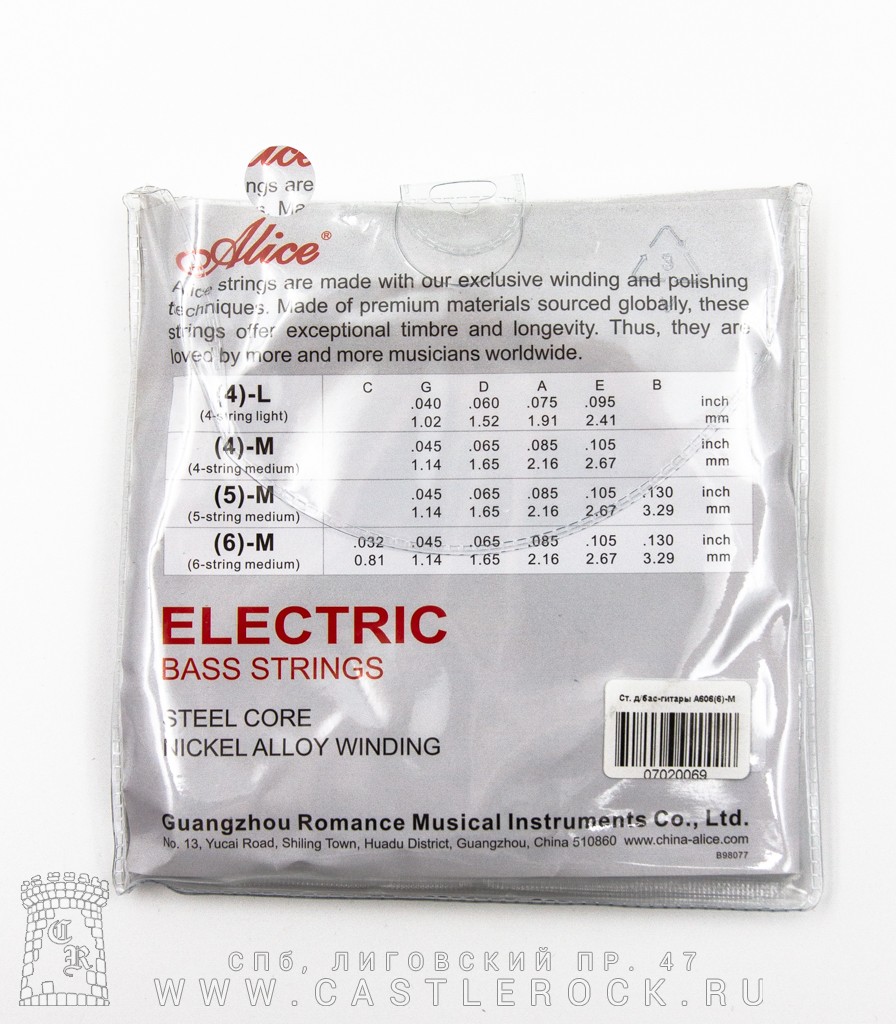 Alice
ngs are
s. Ma
Alice®
Alice strings are made with our exclusive winding and polishing
techniques. Made of premium materials sourced globally, these
strings offer exceptional timbre and longevity. Thus, they are
loved by more and more musicians worldwide.
3
C G D A E B
(4)-L .040 .060 .075 .095 inch
(4-string light) 1.02 1.52 1.91 2.41 mm
(4)-M .045 .065 .085 .105 inch
(4-string medium) 1.14 1.65 2.16 2.67 mm
(5)-M .045 .065 .085 .105 .130 inch
(5-string medium) 1.14 1.65 2.16 2.67 3.29 mm
(6)-M .032 .045 .065 .085 .105 .130 inch
(6-string medium) 0.81 1.14 1.65 2.16 2.67 3.29 mm
ELECTRIC
BASS STRINGS
STEEL CORE
NICKEL ALLOY WINDING
Ст. д/бас-гитары A606(6)-M
07020069
Guangzhou Romance Musical Instruments Co., Ltd.
No. 13, Yucai Road, Shiling Town, Huadu District, Guangzhou, China 510860 www.china-alice.com
B98077
CR
СПб, ЛИГОВСКИЙ ПР. 47
WWW.CASTLEROCK.RU